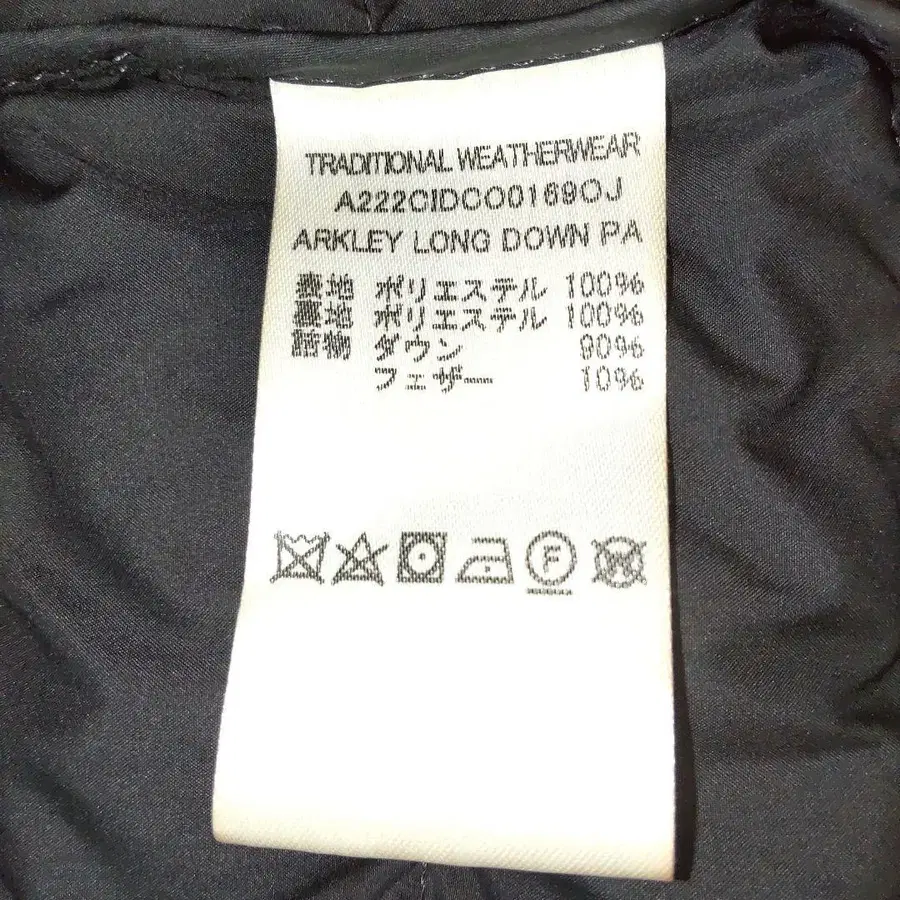 TRADITIONAL WEATHERWEAR
A222CIDCO0169OJ
ARKLEY LONG DOWN PA
表地 ポリエステル 100%
裏地 ポリエステル 100%
詰物 ダウン 90%
フェザー 10%
F
W